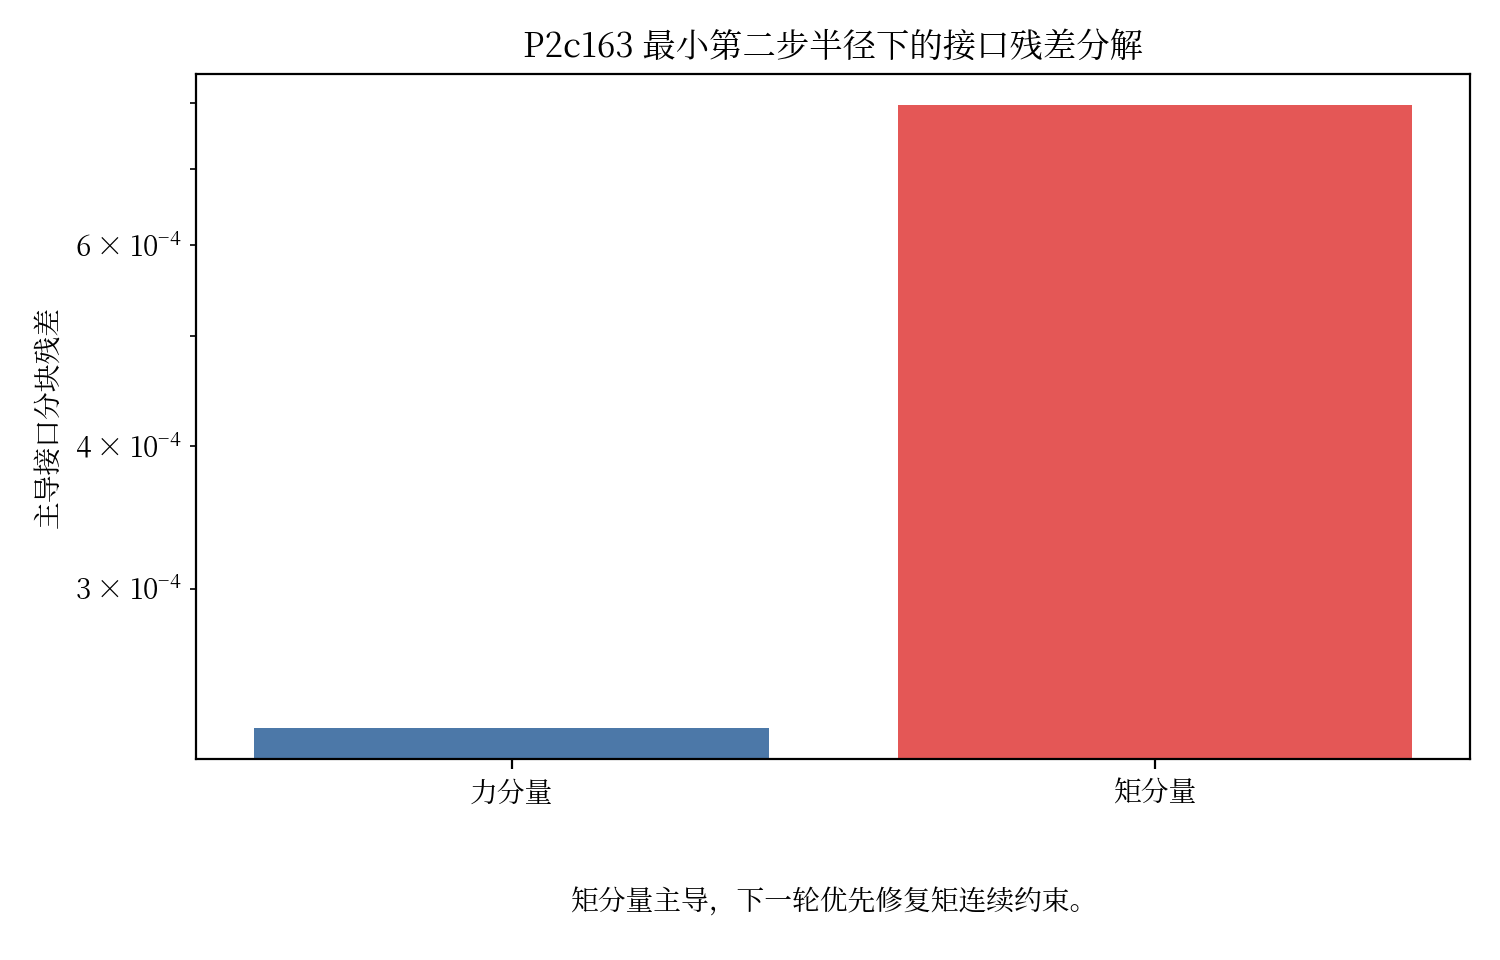 P2c163 最小第二步半径下的接口残差分解
主导接口分块残差
6 × 10⁻⁴
4 × 10⁻⁴
3 × 10⁻⁴
力分量
矩分量
矩分量主导，下一轮优先修复矩连续约束。